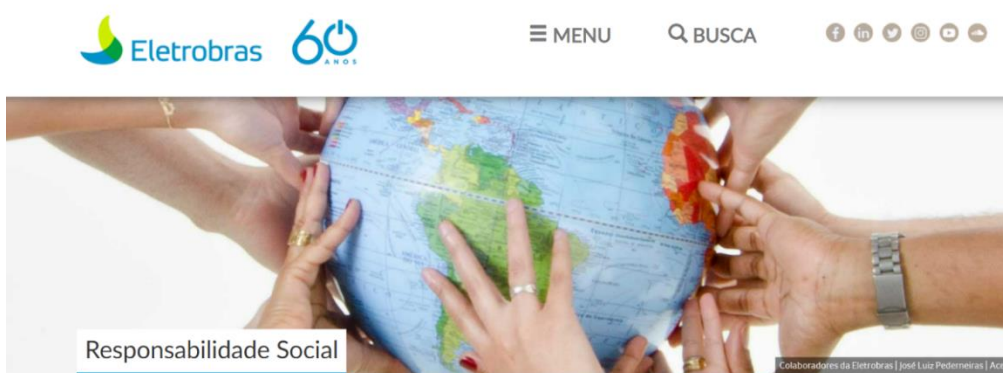 Eletrobras
60
ANOS
MENU
BUSCA
Responsabilidade Social
Colaboradores da Eletrobras | José Luiz Pederneiras |